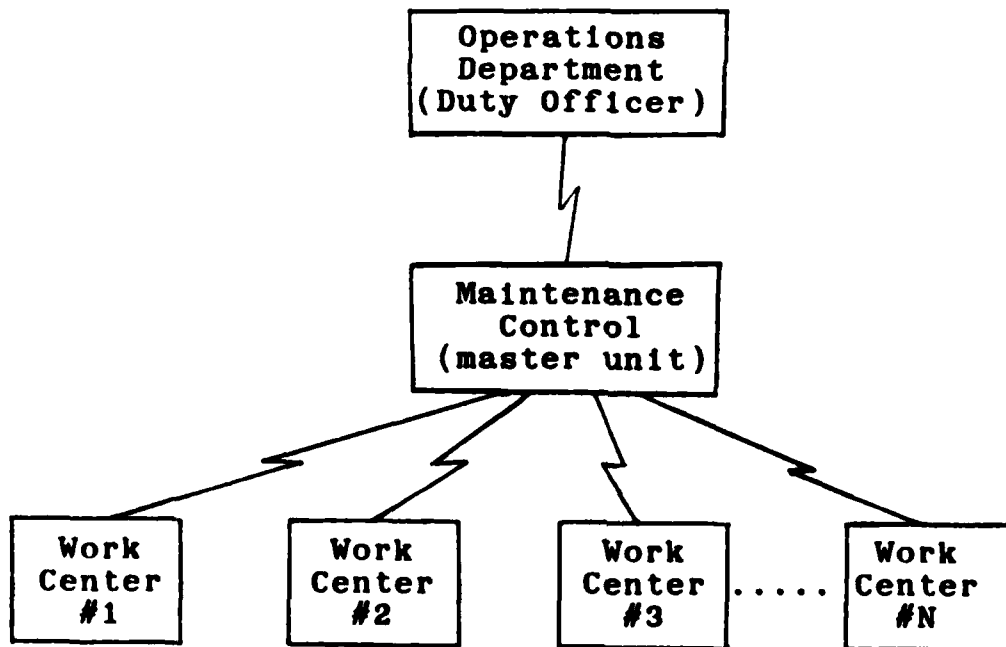 Operations
Department
(Duty Officer)
Maintenance
Control
(master unit)
Work
Center
#1
Work
Center
#2
Work
Center
#3
.....
Work
Center
#N